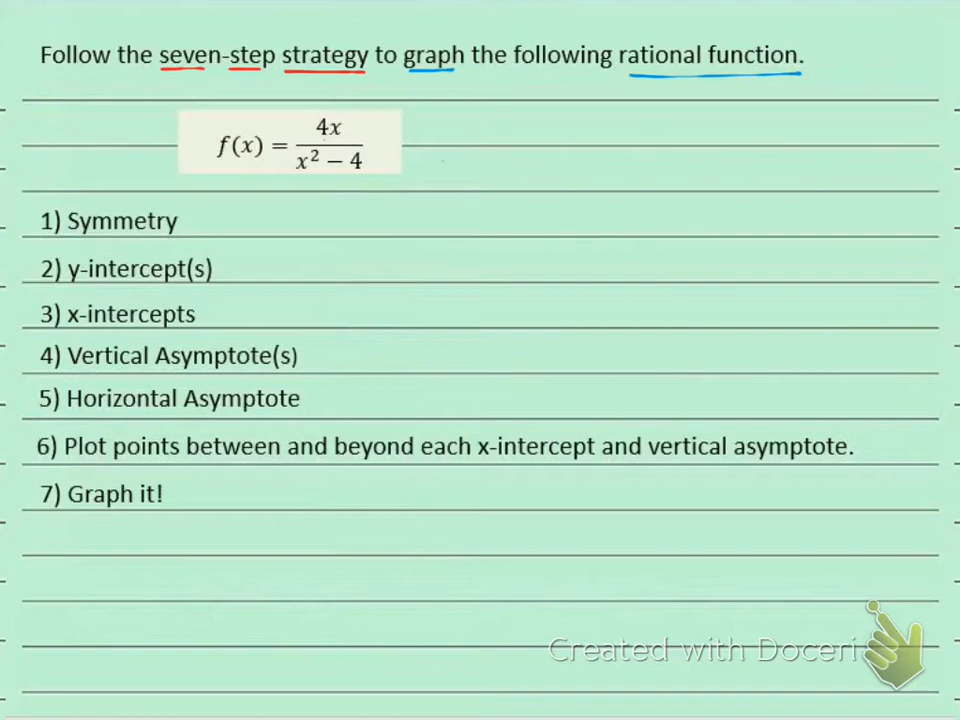 Follow the seven-step strategy to graph the following rational function.
f(x) = 4x / x² − 4
1) Symmetry
2) y-intercept(s)
3) x-intercepts
4) Vertical Asymptote(s)
5) Horizontal Asymptote
6) Plot points between and beyond each x-intercept and vertical asymptote.
7) Graph it!
Created with Doceri